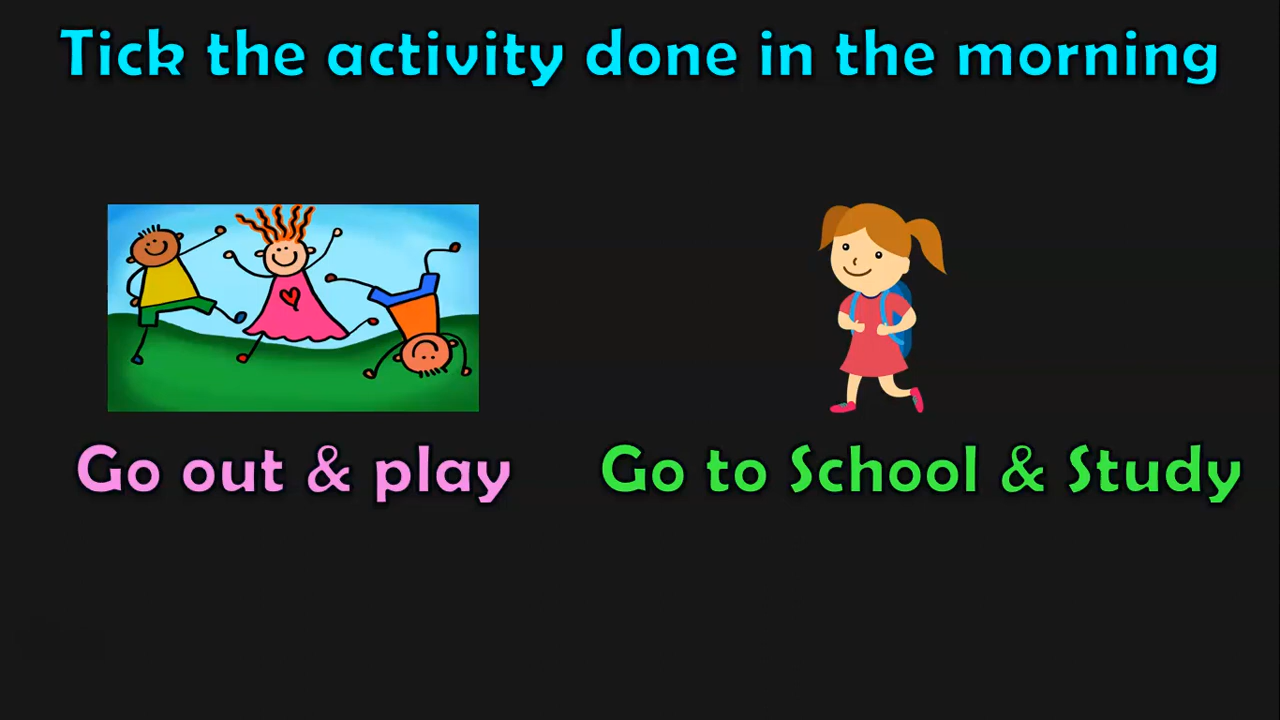 Tick the activity done in the morning
Go out & play
Go to School & Study